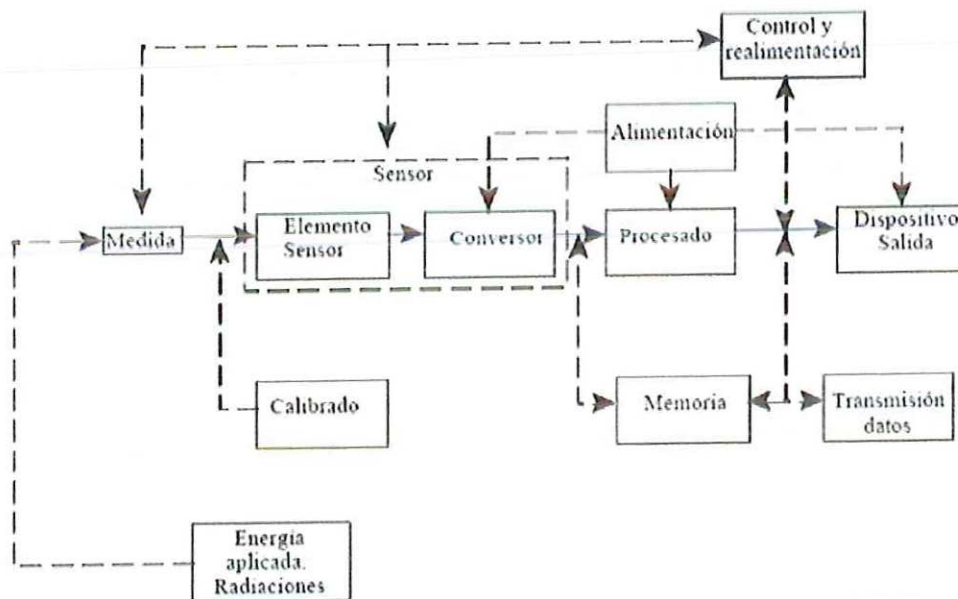 Control y
realimentación
Alimentación
Sensor
Medida
Elemento
Sensor
Conversor
Procesado
Dispositivo
Salida
Calibrado
Memoria
Transmisión
datos
Energía
aplicada.
Radiaciones